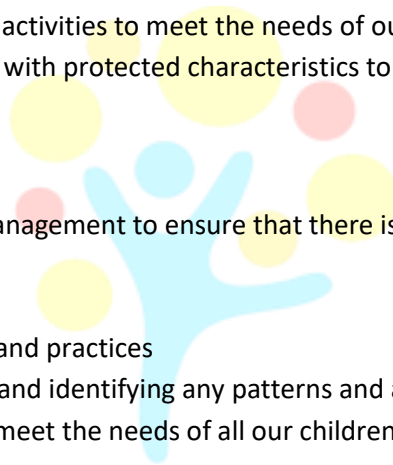 activities to meet the needs of ou
with protected characteristics to
anagement to ensure that there is
and practices
and identifying any patterns and a
meet the needs of all our children